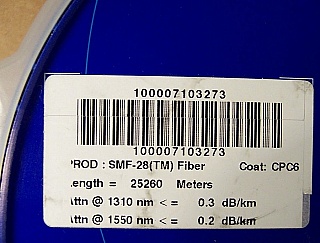 100007103273
100007103273
PROD : SMF-28(TM) Fiber Coat: CPC6
Length = 25260 Meters
Attn @ 1310 nm < = 0.3 dB/km
Attn @ 1550 nm < = 0.2 dB/km